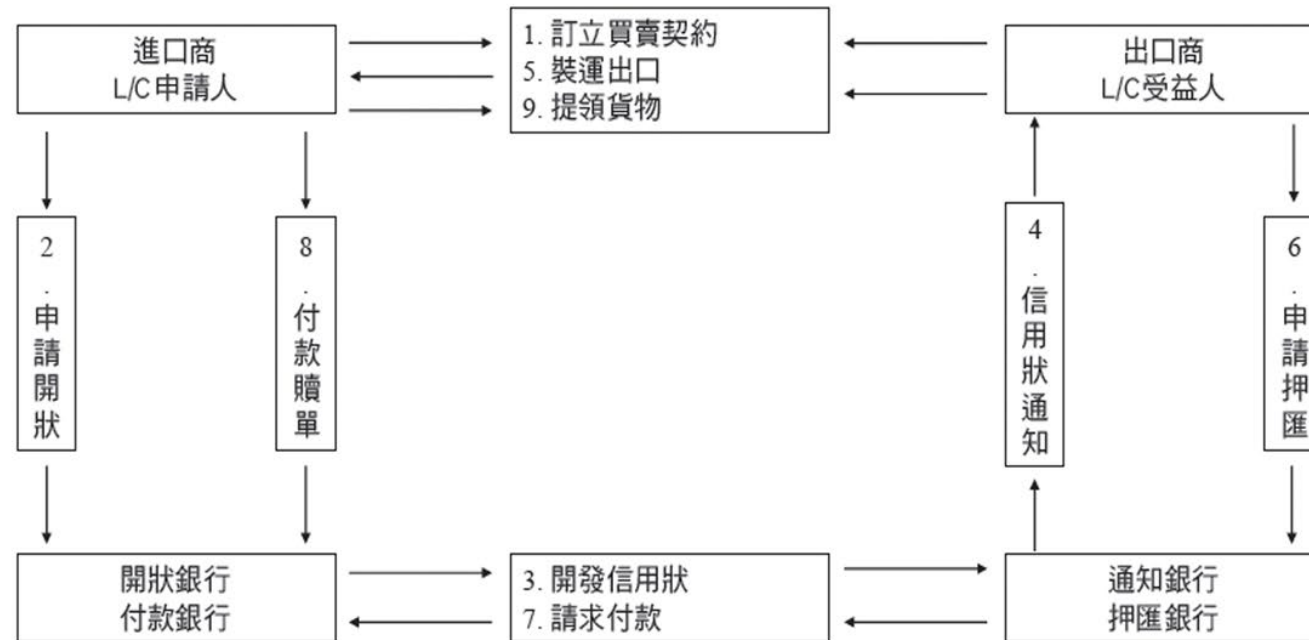 進口商
L/C申請人
1. 訂立買賣契約
5. 裝運出口
9. 提領貨物
出口商
L/C受益人
2.申請開狀
8.付款贖單
4.信用狀通知
6.申請押匯
開狀銀行
付款銀行
3. 開發信用狀
7. 請求付款
通知銀行
押匯銀行